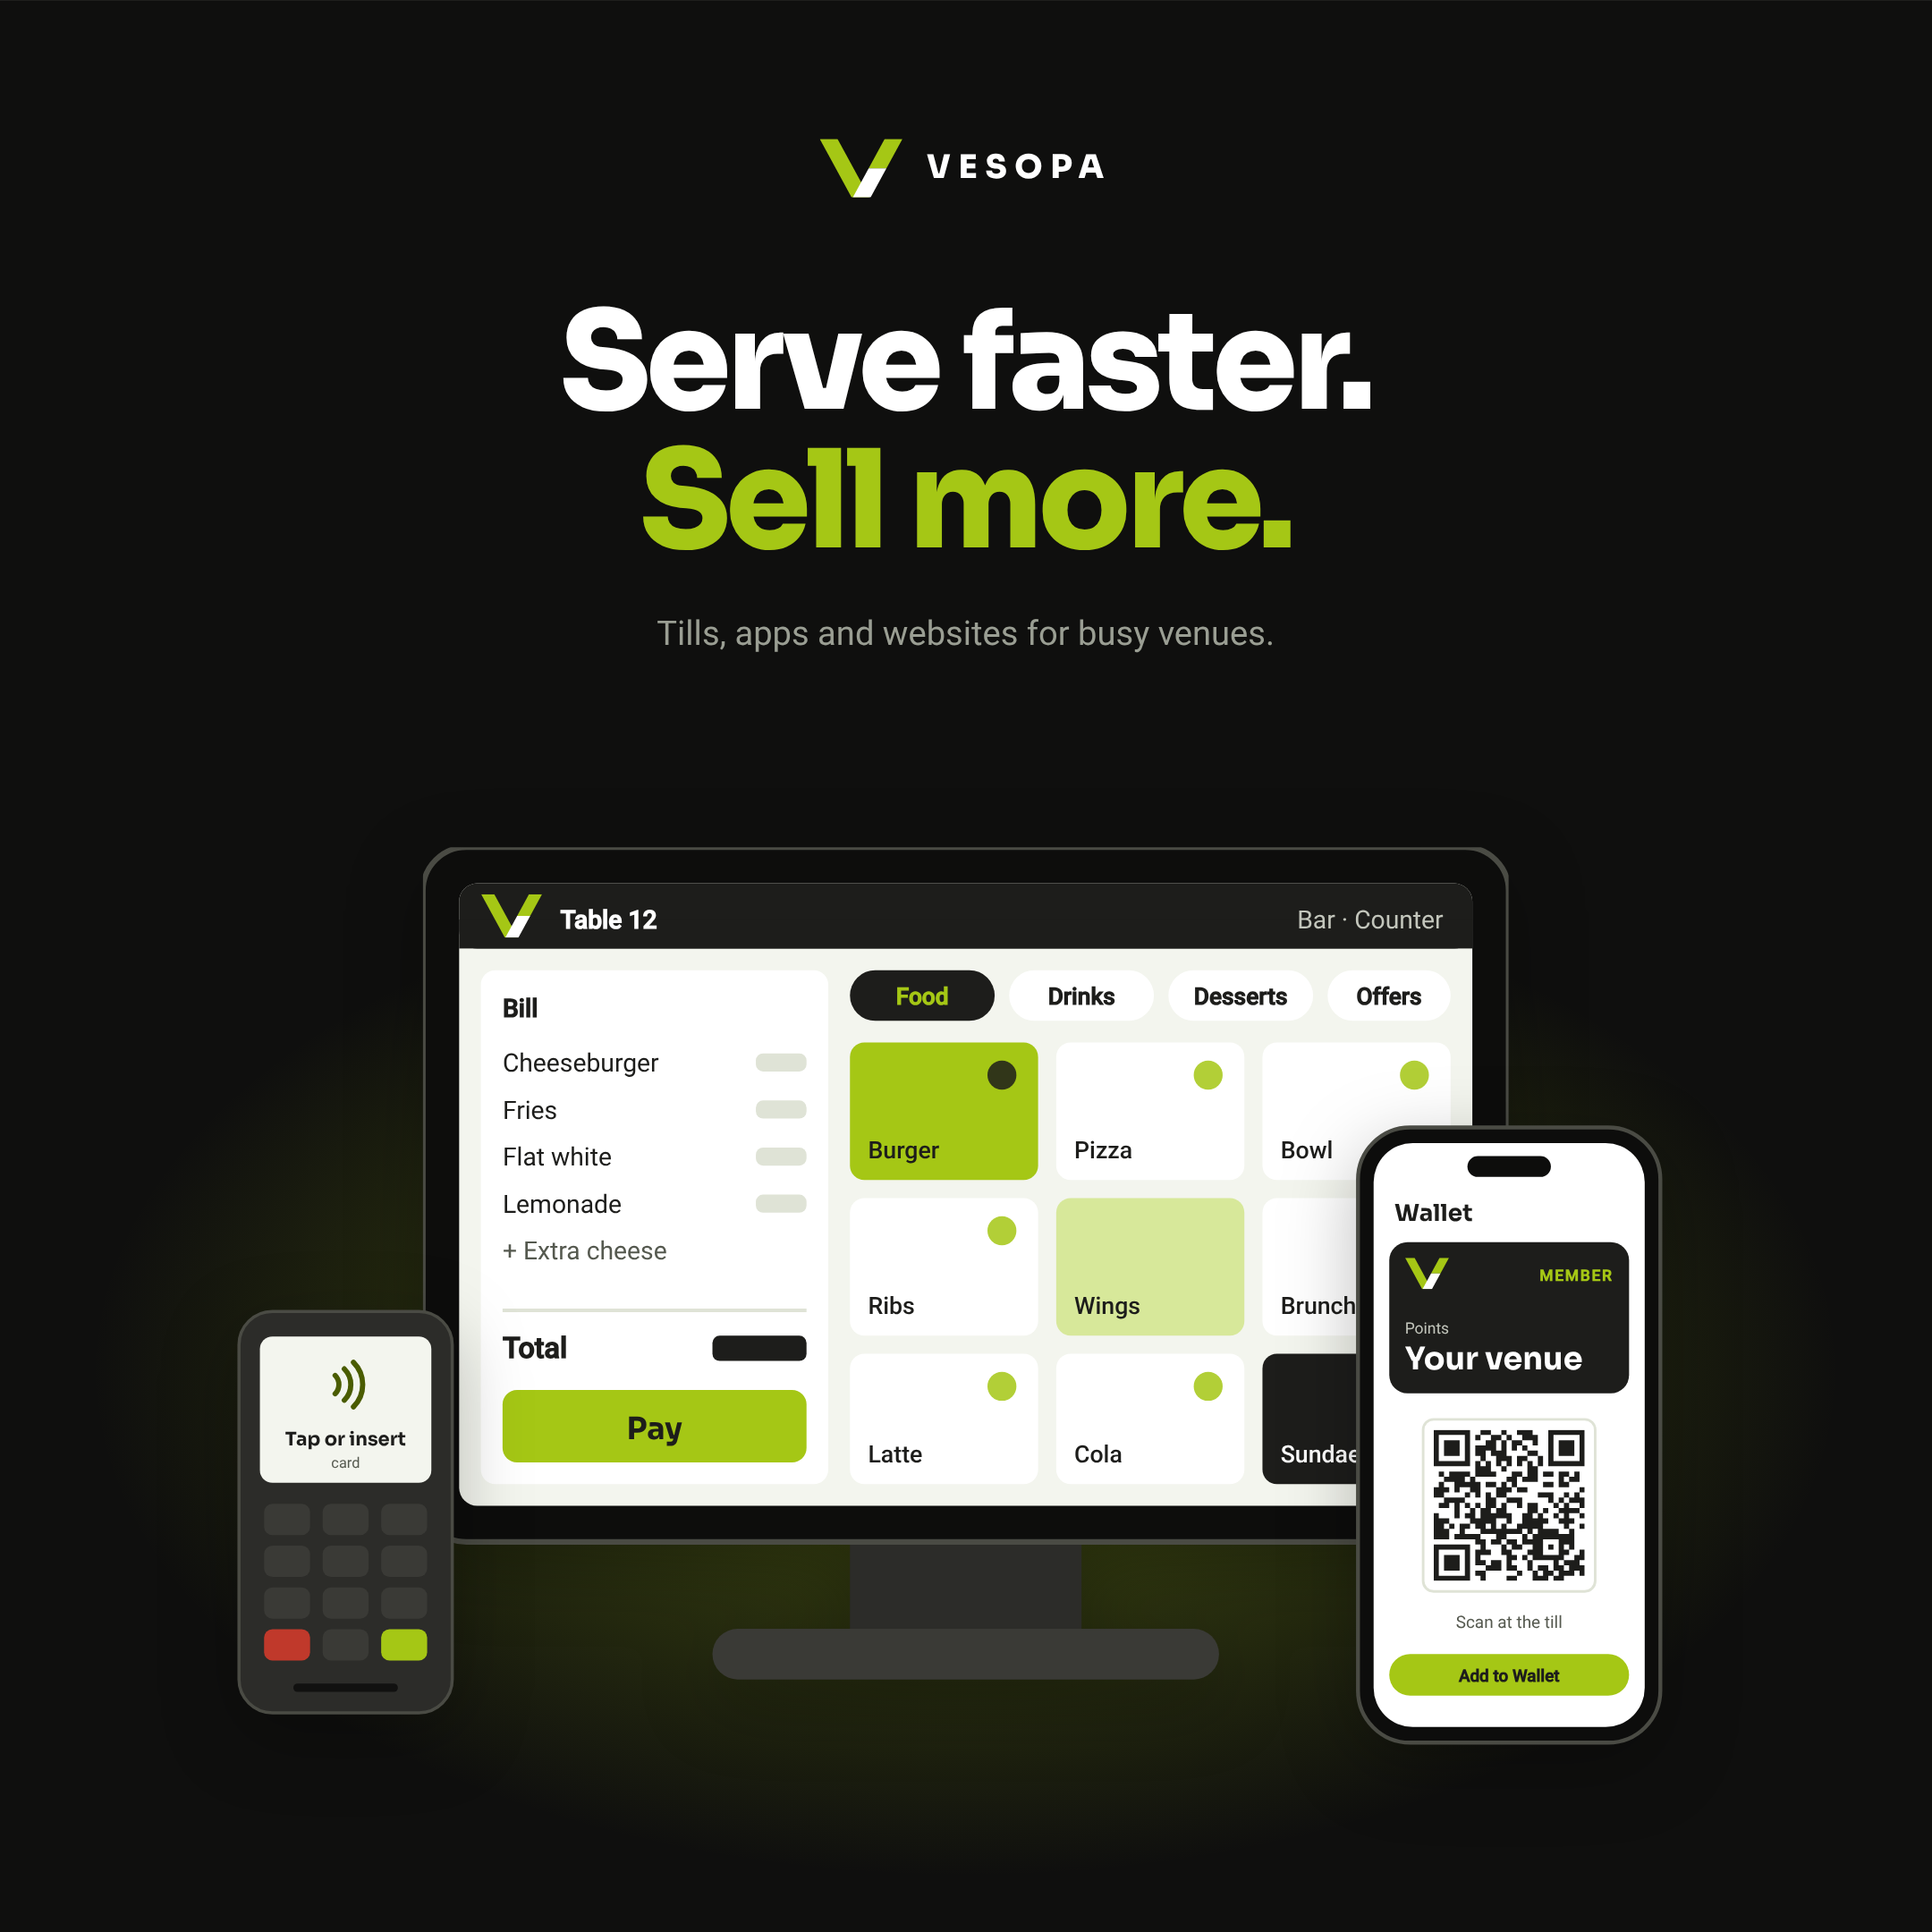 VESOPA
Serve faster.
Sell more.
Tills, apps and websites for busy venues.
Table 12
Bar · Counter
Bill
Cheeseburger
Fries
Flat white
Lemonade
+ Extra cheese
Total
Pay
Food
Drinks
Desserts
Offers
Burger
Pizza
Bowl
Ribs
Wings
Brunch
Latte
Cola
Sundae
Tap or insert
card
Wallet
MEMBER
Points
Your venue
Scan at the till
Add to Wallet